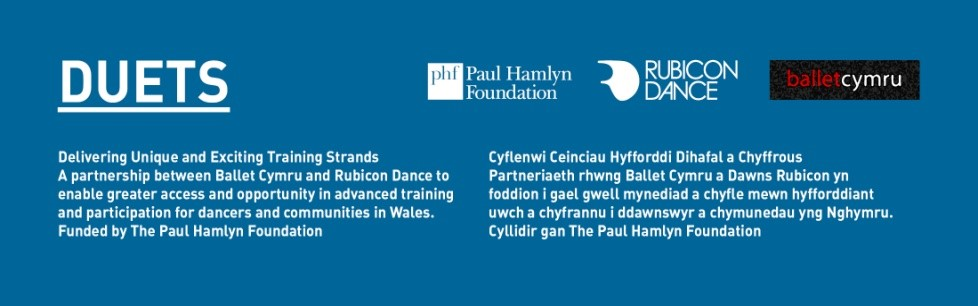 DUETS
phf Paul Hamlyn
Foundation
RUBICON
DANCE
balletcymru
Delivering Unique and Exciting Training Strands
A partnership between Ballet Cymru and Rubicon Dance to
enable greater access and opportunity in advanced training
and participation for dancers and communities in Wales.
Funded by The Paul Hamlyn Foundation
Cyflenwi Ceinciau Hyfforddi Dihafal a Chyffrous
Partneriaeth rhwng Ballet Cymru a Dawns Rubicon yn
foddion i gael gwell mynediad a chyfle mewn hyfforddiant
uwch a chyfrannu i ddawnswyr a chymunedau yng Nghymru.
Cyllidir gan The Paul Hamlyn Foundation